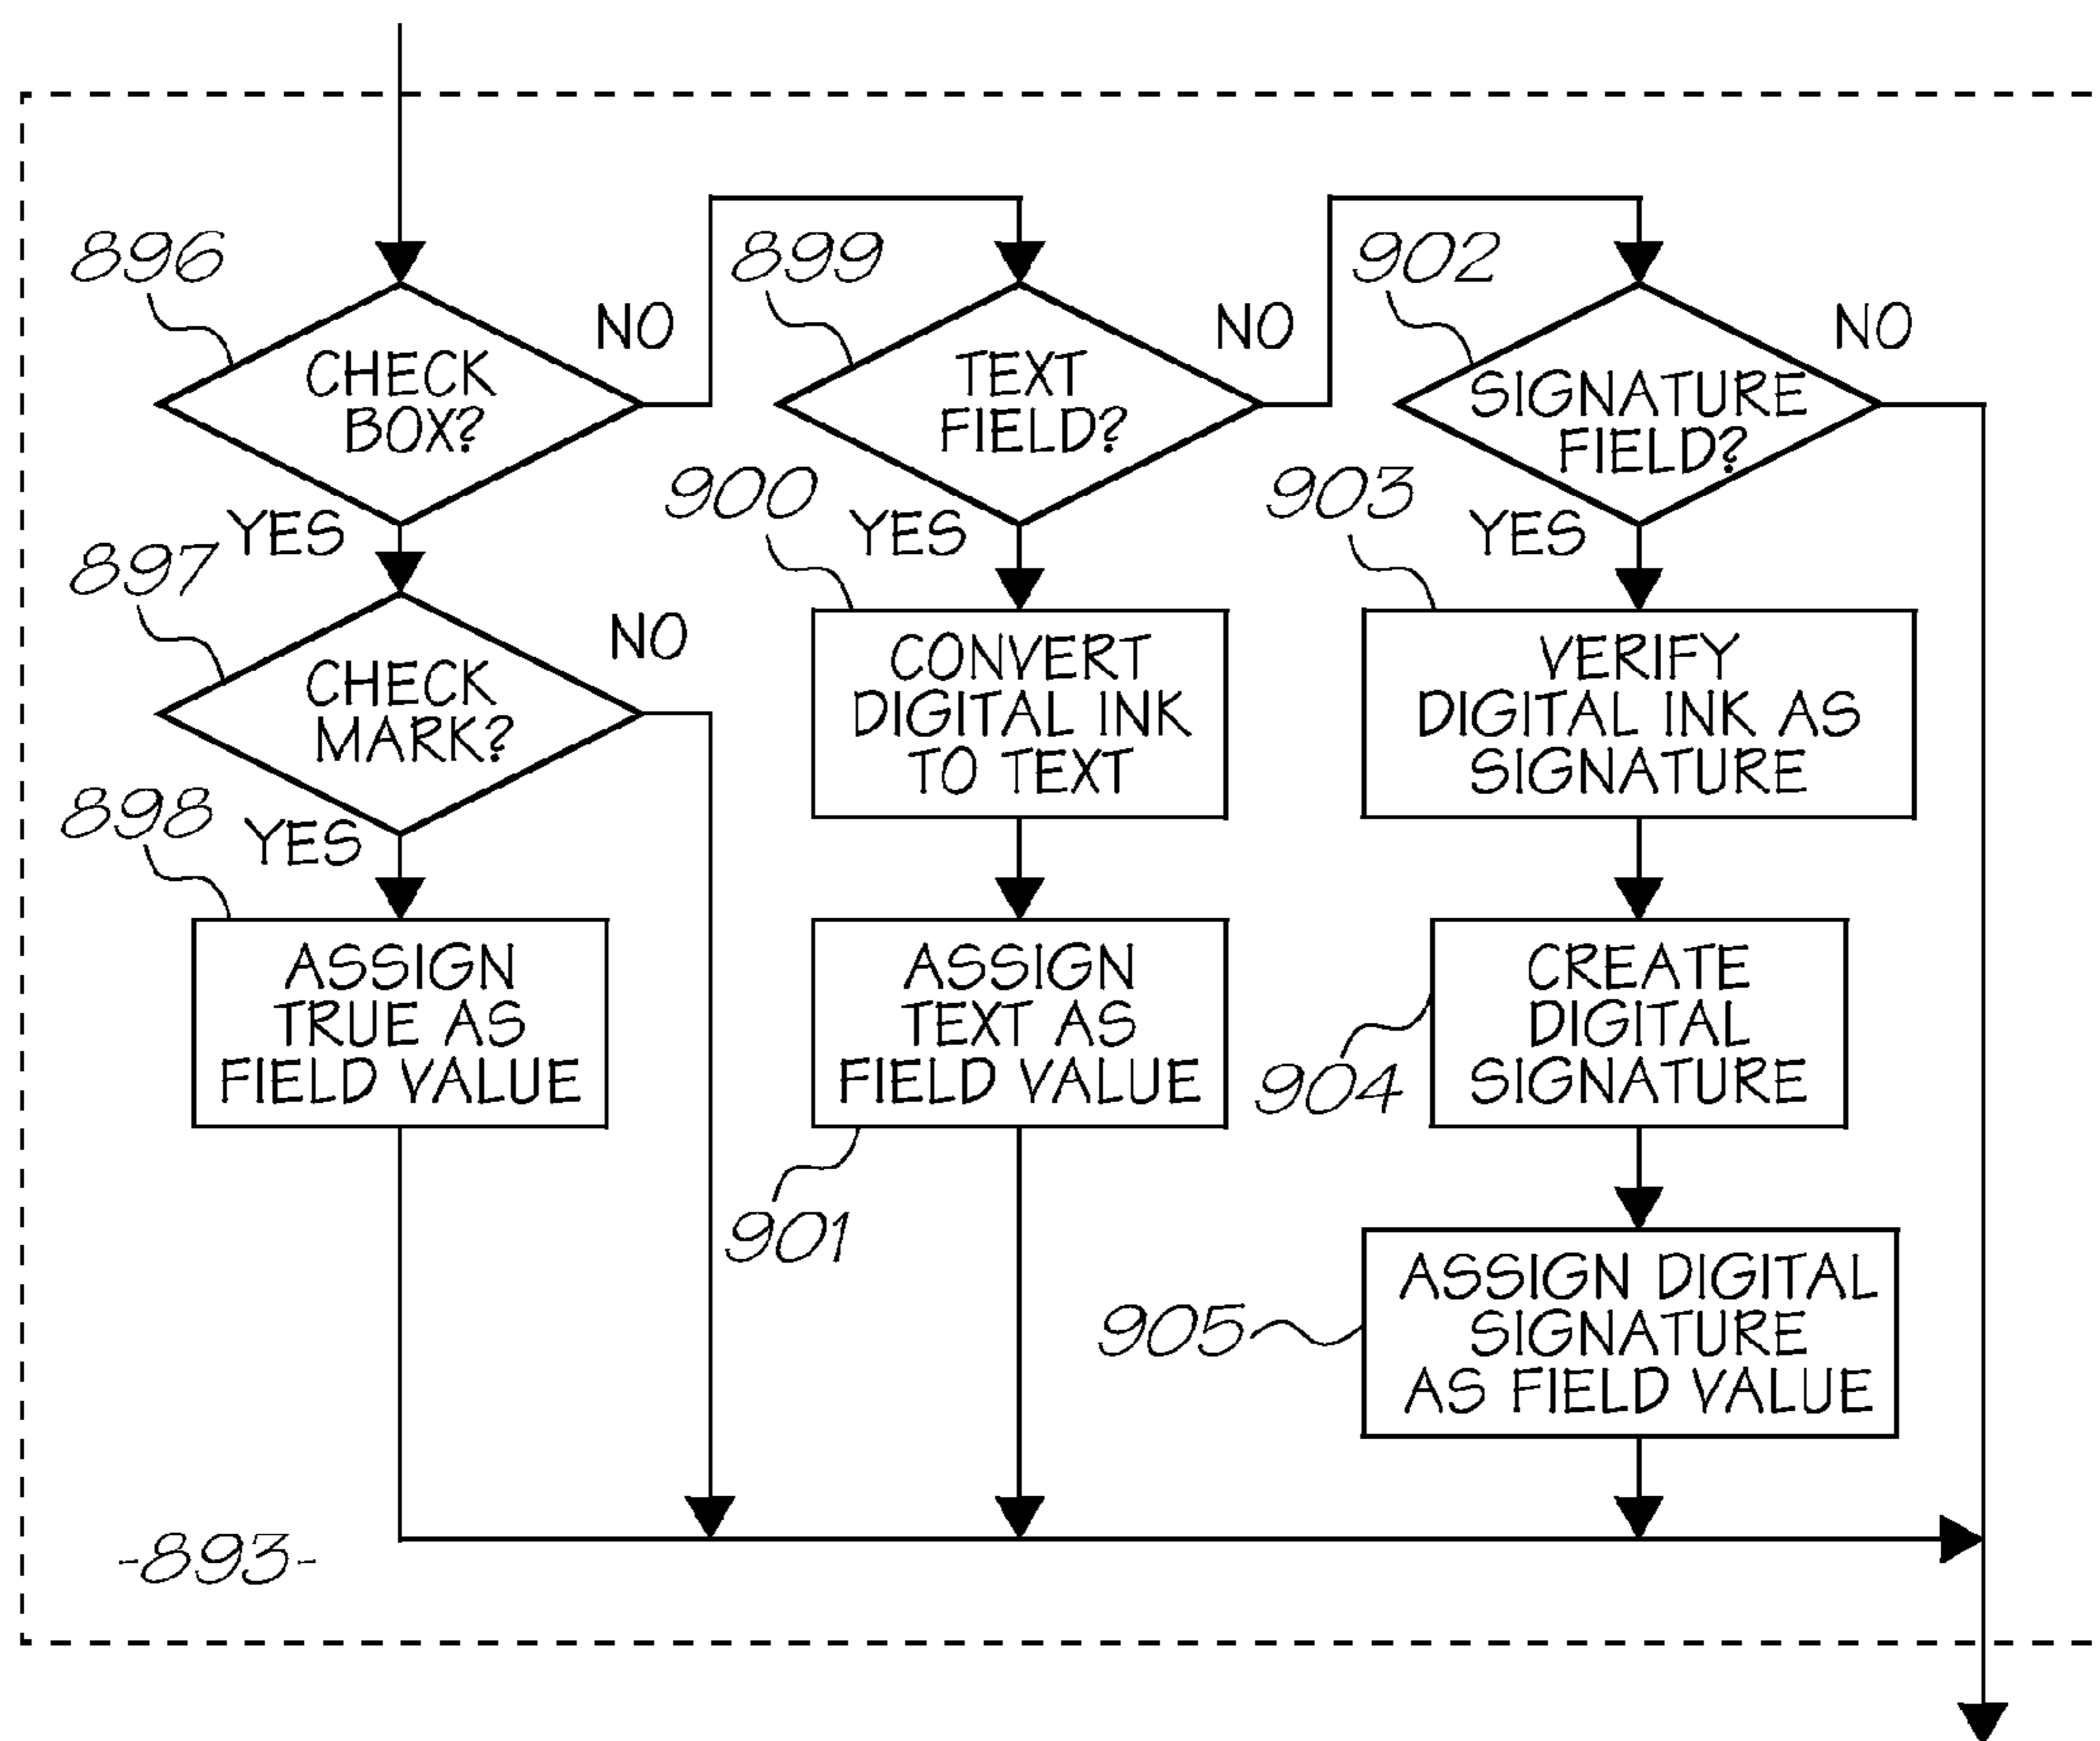 896
CHECK
BOX?
NO
YES
897
CHECK
MARK?
NO
YES
898
ASSIGN
TRUE AS
FIELD VALUE
899
TEXT
FIELD?
NO
YES
900
CONVERT
DIGITAL INK
TO TEXT
ASSIGN
TEXT AS
FIELD VALUE
901
902
SIGNATURE
FIELD?
NO
YES
903
VERIFY
DIGITAL INK AS
SIGNATURE
CREATE
DIGITAL
SIGNATURE
904
ASSIGN DIGITAL
SIGNATURE
AS FIELD VALUE
905
-893-